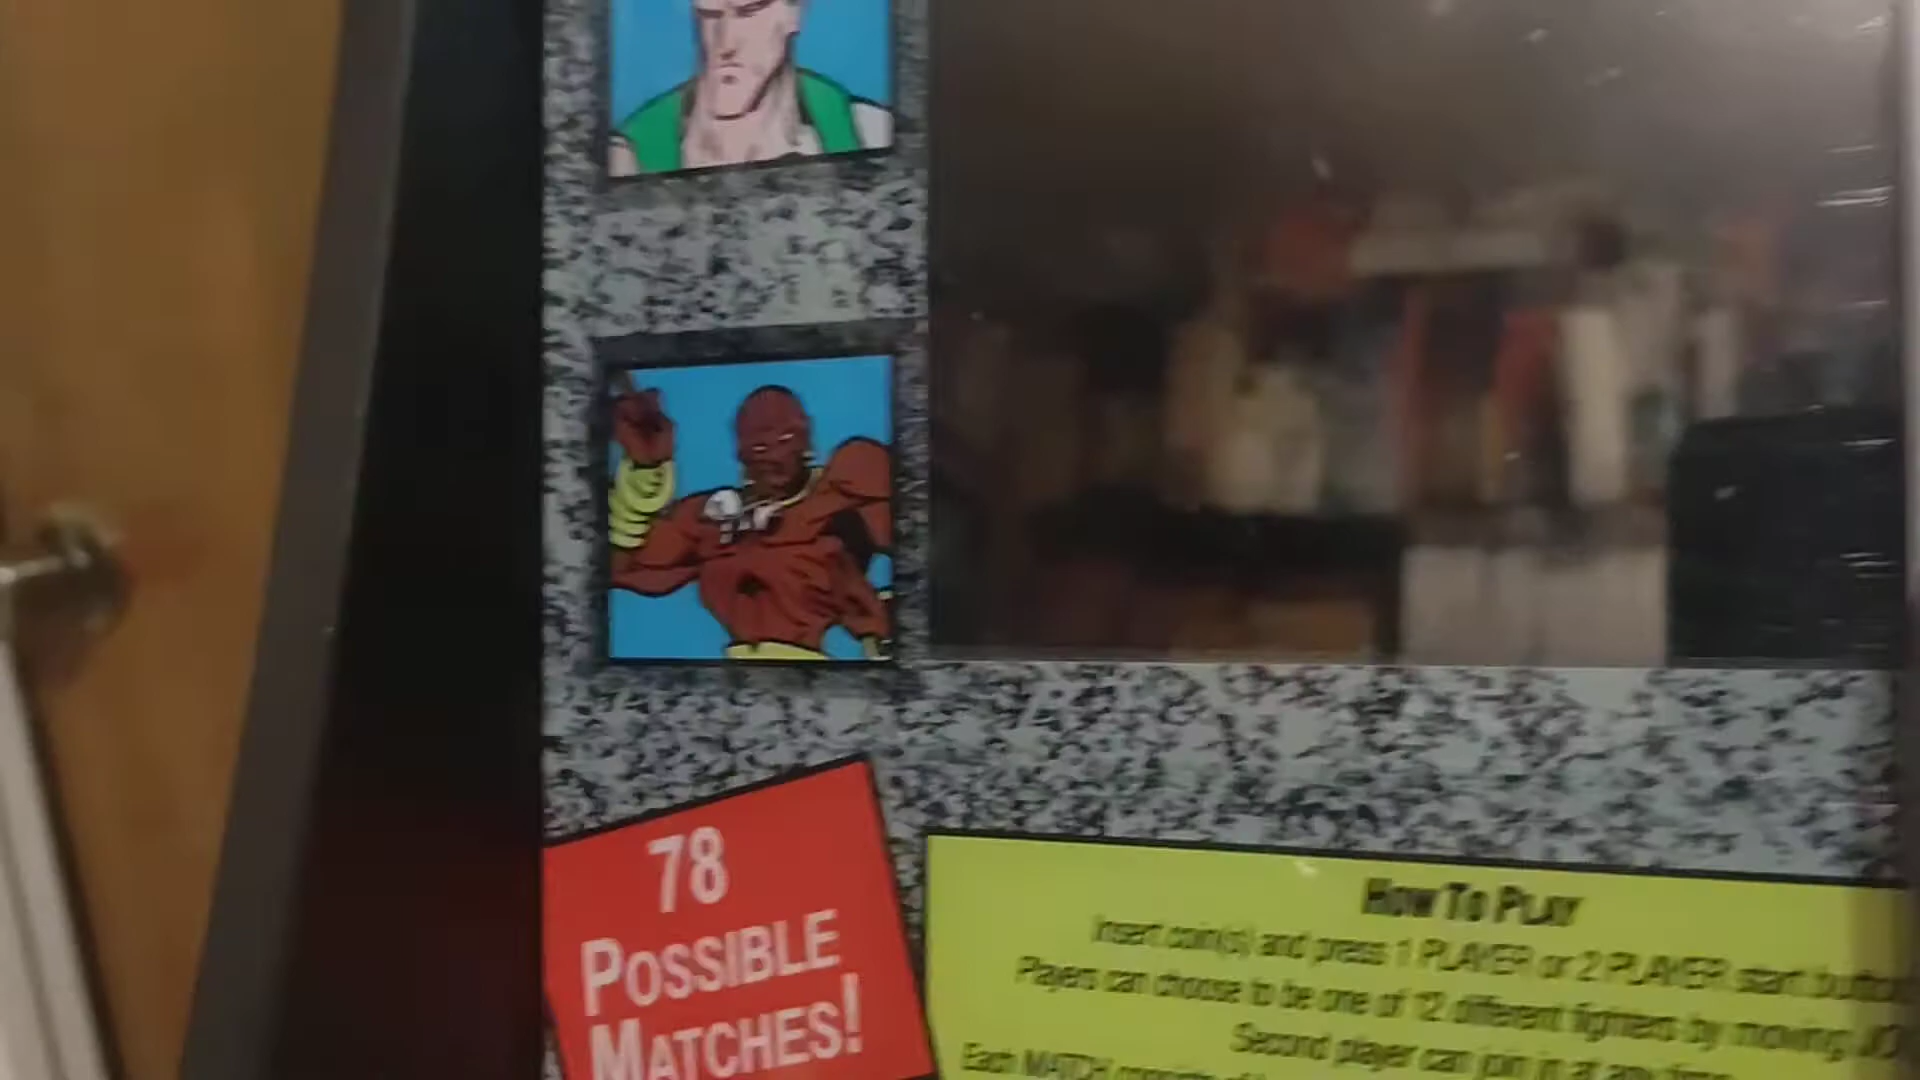 78
POSSIBLE
MATCHES!
HOW TO PLAY
Insert coin(s) and press 1 PLAYER or 2 PLAYER start
Players can choose to be one of 12 different fighters by moving
Second player can join in at any time
Each MATCH